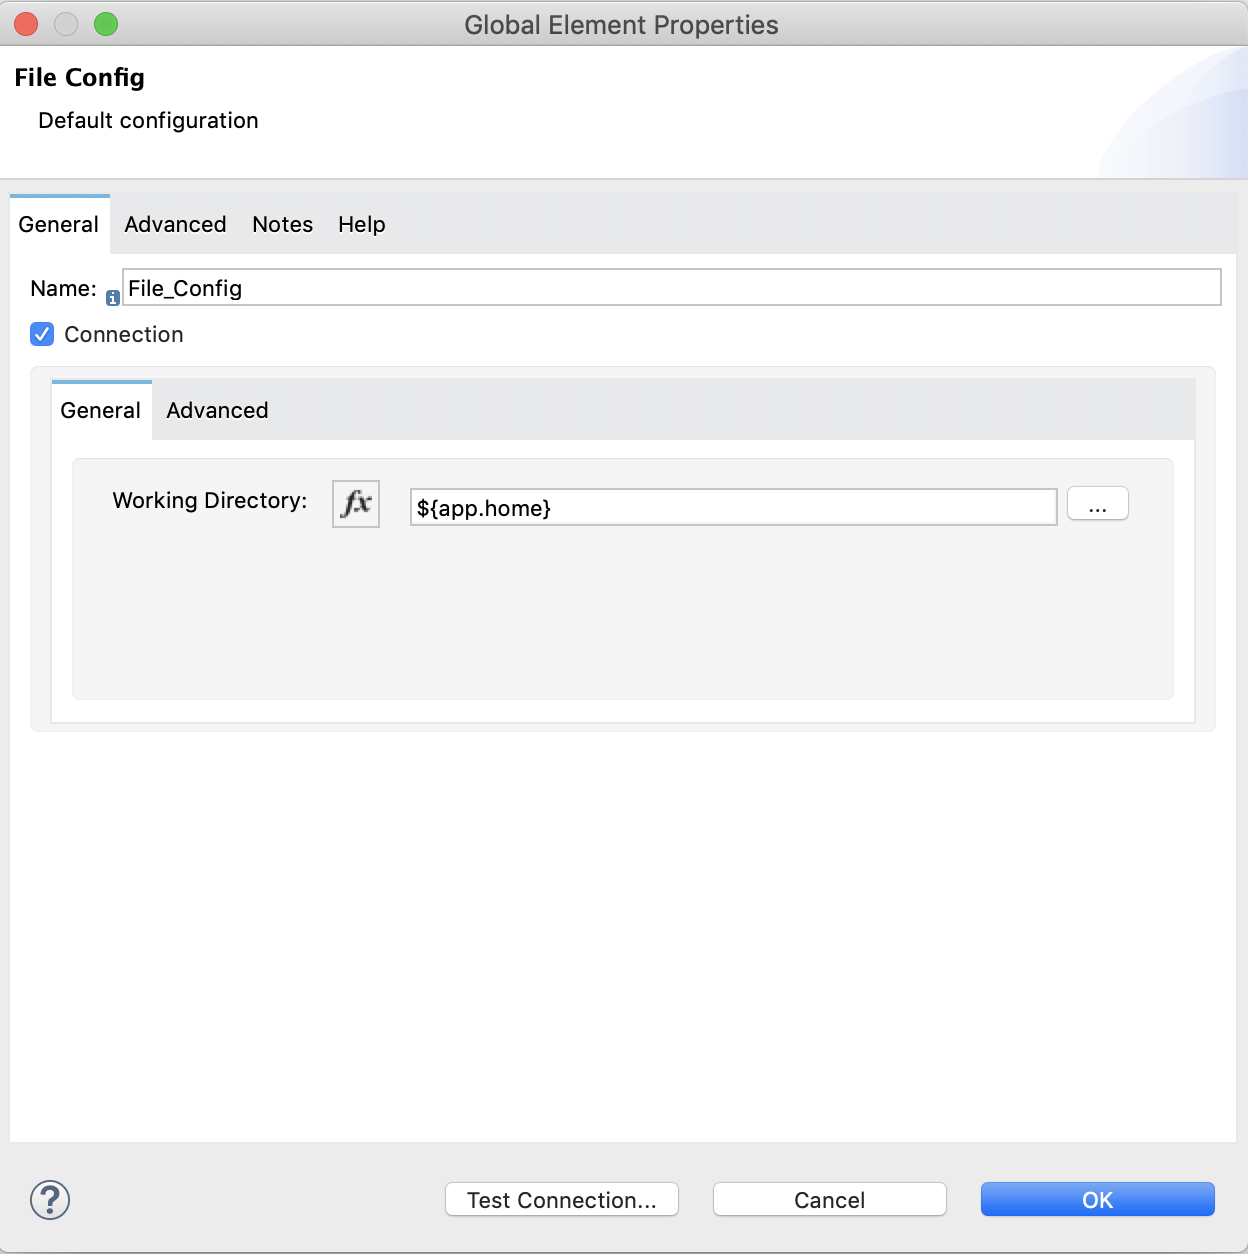 Global Element Properties
File Config
Default configuration
General Advanced Notes Help
Name: i File_Config
Connection
General Advanced
Working Directory: fx ${app.home} ...
? Test Connection... Cancel OK